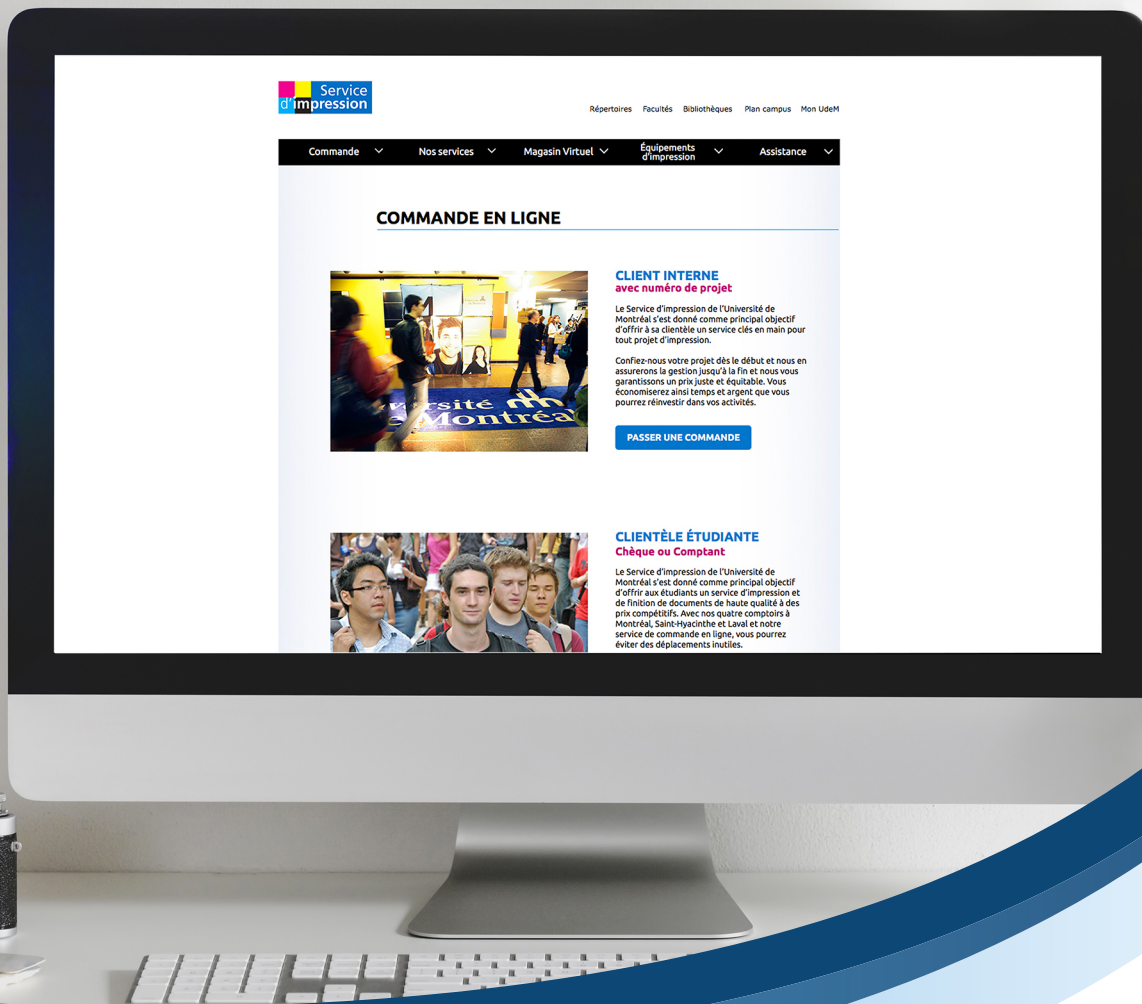 Service
d'impression
Répertoires Facultés Bibliothèques Plan campus Mon UdeM
Commande Nos services Magasin Virtuel Équipements d'impression Assistance
COMMANDE EN LIGNE
CLIENT INTERNE
avec numéro de projet
Le Service d'impression de l'Université de
Montréal s'est donné comme principal objectif
d'offrir à sa clientèle un service clés en main pour
tout projet d'impression.
Confiez-nous votre projet dès le début et nous en
assurerons la gestion jusqu'à la fin et nous vous
garantissons un prix juste et équitable. Vous
économiserez ainsi temps et argent que vous
pourrez réinvestir dans vos activités.
PASSER UNE COMMANDE
Montréal
CLIENTÈLE ÉTUDIANTE
Chèque ou Comptant
Le Service d'impression de l'Université de
Montréal s'est donné comme principal objectif
d'offrir aux étudiants un service d'impression et
de finition de documents de haute qualité à des
prix compétitifs. Avec nos quatre comptoirs à
Montréal, Saint-Hyacinthe et Laval et notre
service de commande en ligne, vous pourrez
éviter des déplacements inutiles.